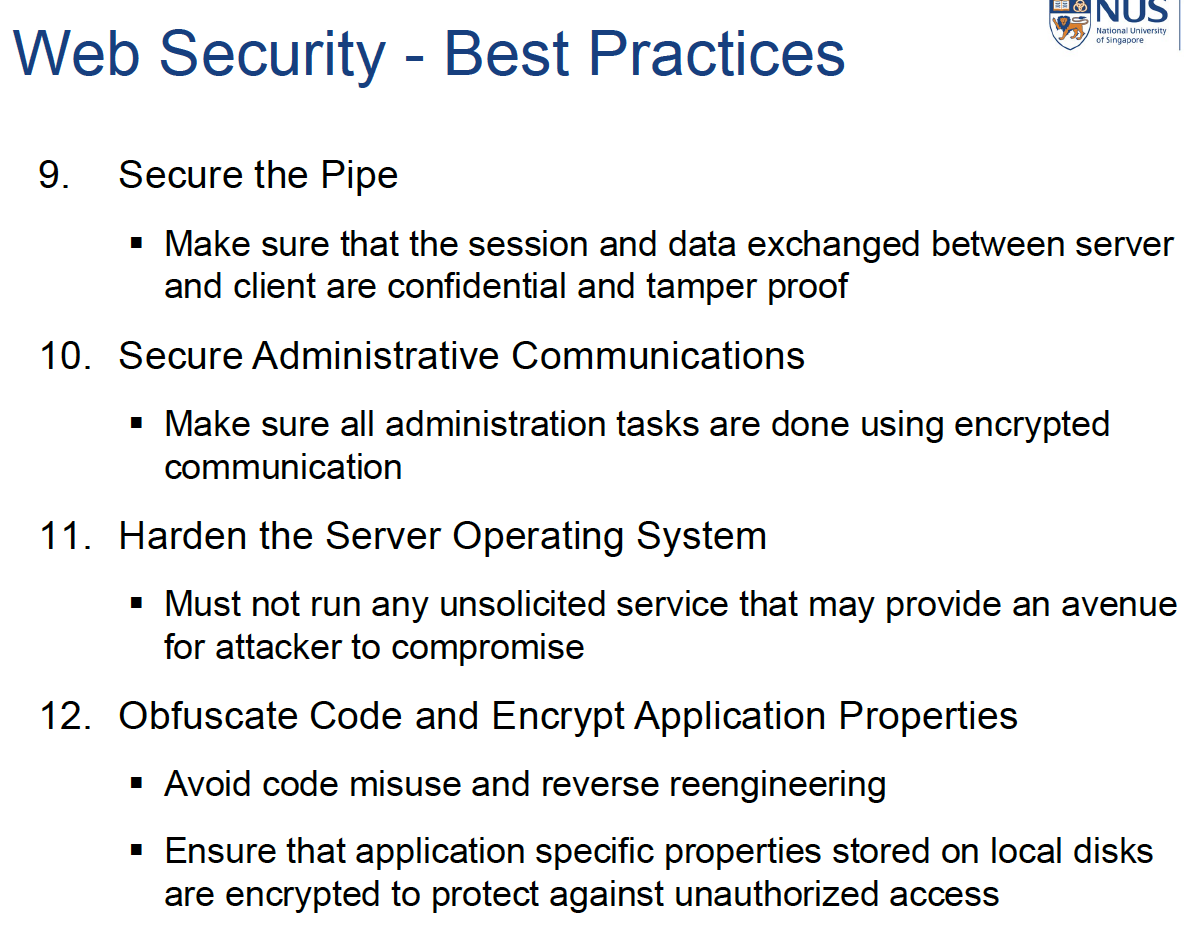 NUS
National University
of Singapore
Web Security - Best Practices
9. Secure the Pipe
▪ Make sure that the session and data exchanged between server
and client are confidential and tamper proof
10. Secure Administrative Communications
▪ Make sure all administration tasks are done using encrypted
communication
11. Harden the Server Operating System
▪ Must not run any unsolicited service that may provide an avenue
for attacker to compromise
12. Obfuscate Code and Encrypt Application Properties
▪ Avoid code misuse and reverse reengineering
▪ Ensure that application specific properties stored on local disks
are encrypted to protect against unauthorized access